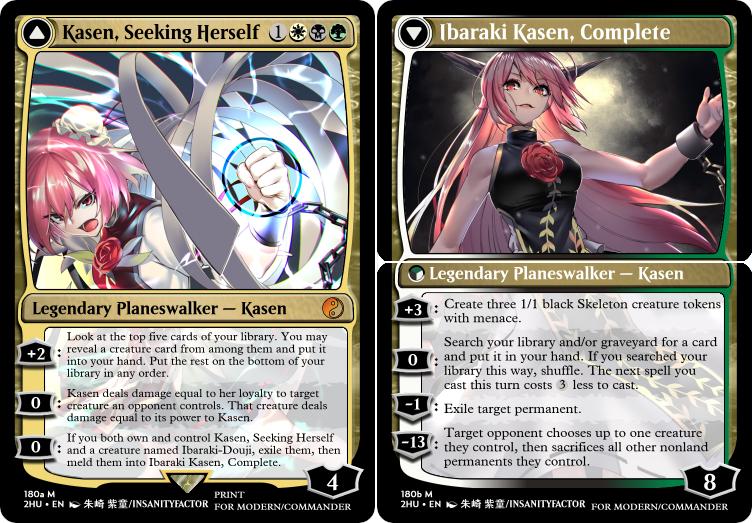 Kasen, Seeking Herself 1
Legendary Planeswalker — Kasen
+2: Look at the top five cards of your library. You may
reveal a creature card from among them and put it
into your hand. Put the rest on the bottom of your
library in any order.
0: Kasen deals damage equal to her loyalty to target
creature an opponent controls. That creature deals
damage equal to its power to Kasen.
0: If you both own and control Kasen, Seeking Herself
and a creature named Ibaraki-Douji, exile them, then
meld them into Ibaraki Kasen, Complete.
4
180a M PRINT
2HU • EN 朱崎 紫童/INSANITYFACTOR FOR MODERN/COMMANDER
Ibaraki Kasen, Complete
Legendary Planeswalker — Kasen
+3: Create three 1/1 black Skeleton creature tokens
with menace.
0: Search your library and/or graveyard for a card
and put it in your hand. If you searched your
library this way, shuffle. The next spell you
cast this turn costs 3 less to cast.
-1: Exile target permanent.
-13: Target opponent chooses up to one creature
they control, then sacrifices all other nonland
permanents they control.
8
180b M
2HU • EN 朱崎 紫童/INSANITYFACTOR FOR MODERN/COMMANDER